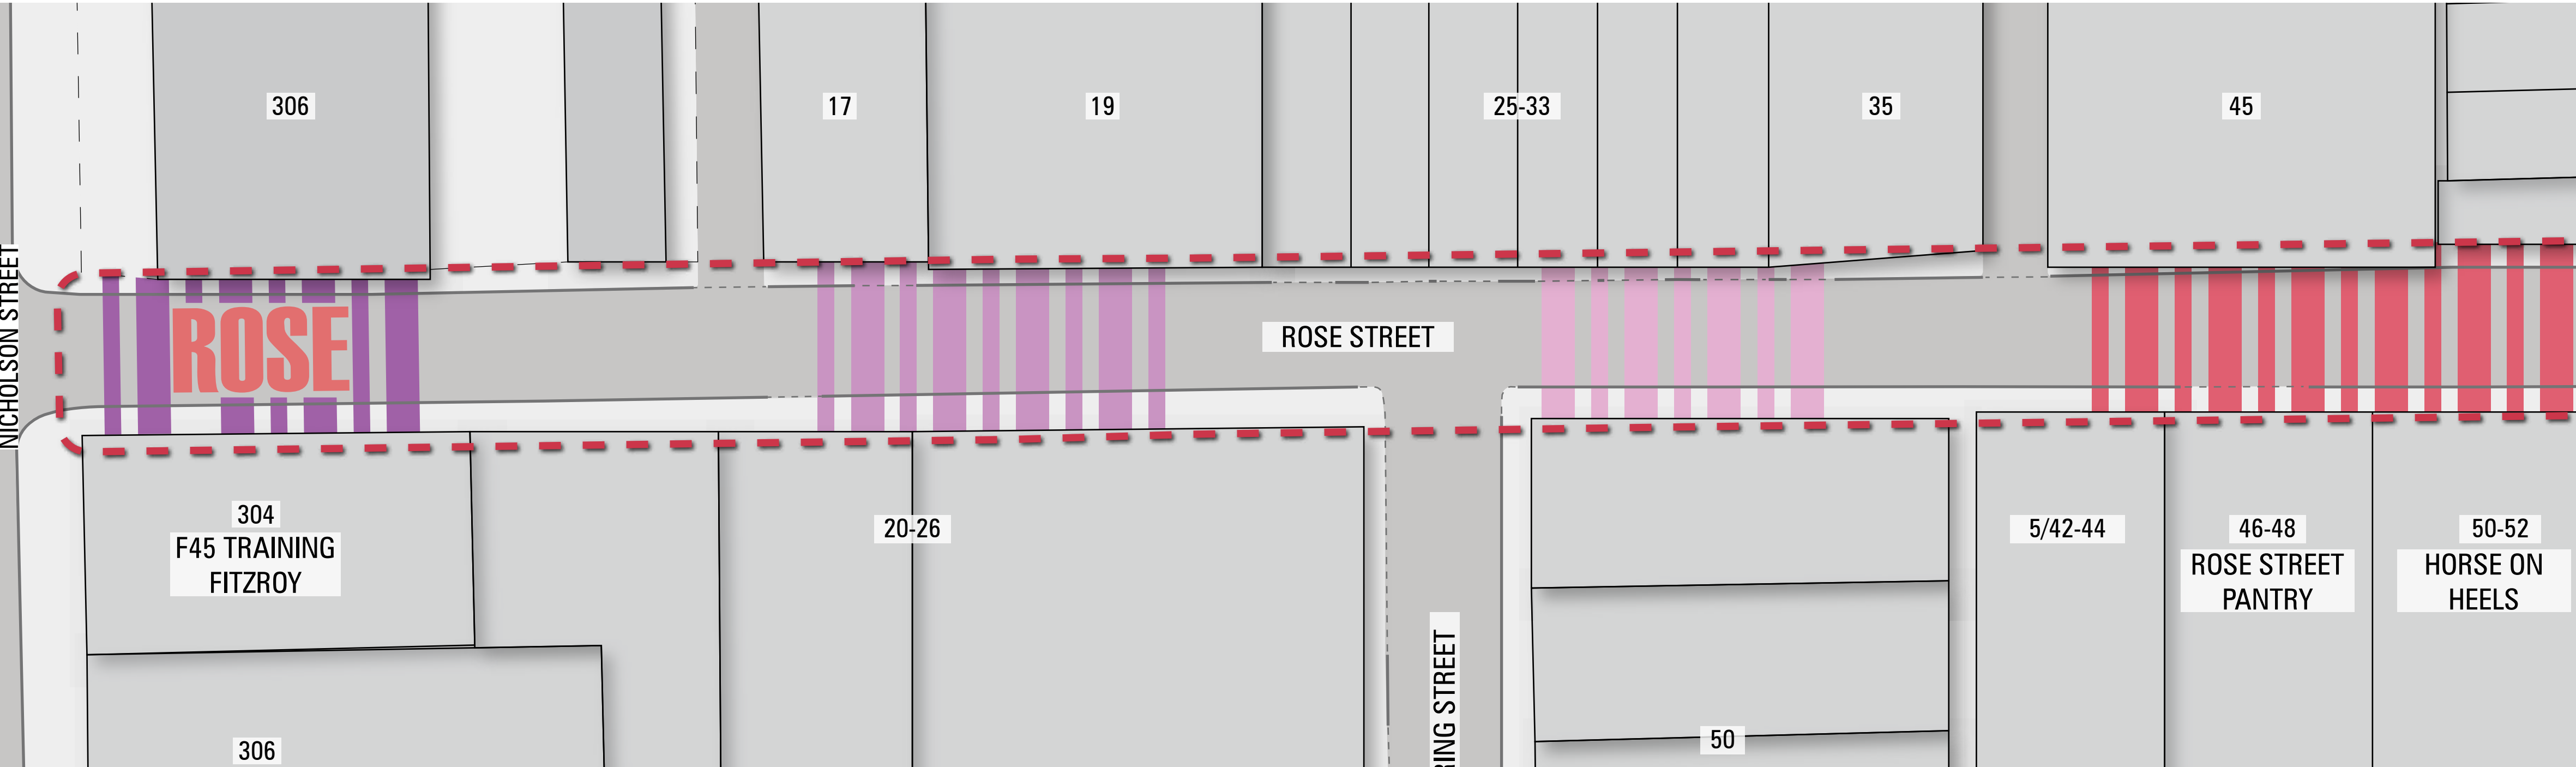 306
17
19
25-33
35
45
NICHOLSON STREET
ROSE
ROSE STREET
304
F45 TRAINING
FITZROY
20-26
5/42-44
46-48
ROSE STREET
PANTRY
50-52
HORSE ON
HEELS
306
STREET
50